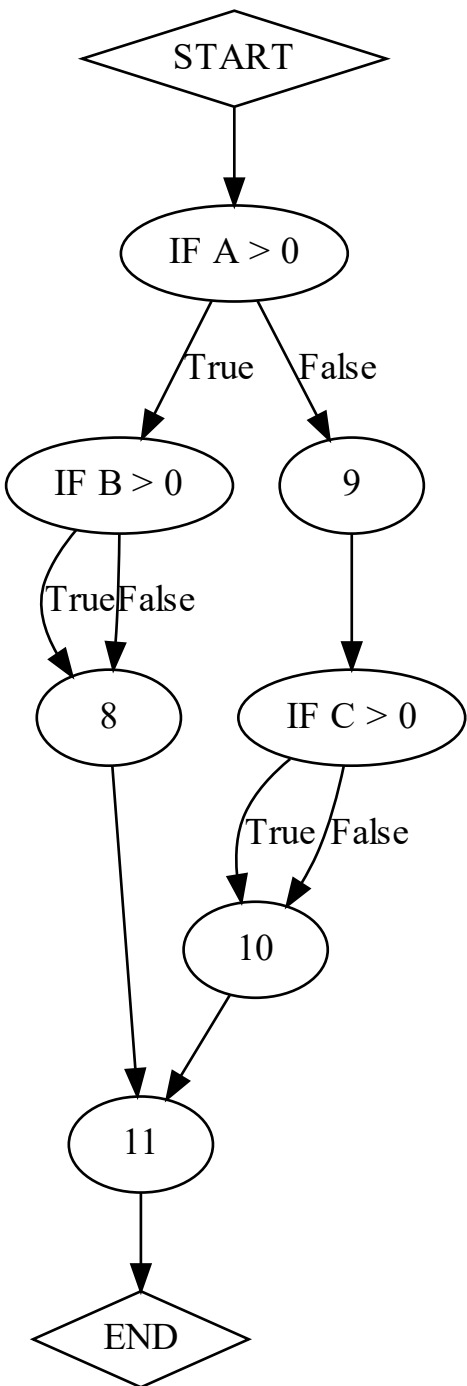 START
IF A > 0
True
False
IF B > 0
9
True
False
8
IF C > 0
True
False
10
11
END